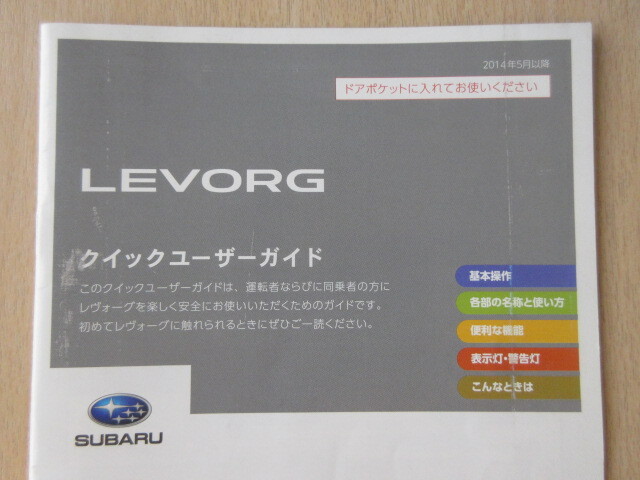 2014年5月以降
ドアポケットに入れてお使いください
LEVORG
クイックユーザーガイド
このクイックユーザーガイドは、運転者ならびに同乗者の方に
レヴォーグを楽しく安全にお使いいただくためのガイドです。
初めてレヴォーグに触れられるときにぜひご一読ください。
基本操作
各部の名称と使い方
便利な機能
表示灯・警告灯
こんなときは
SUBARU